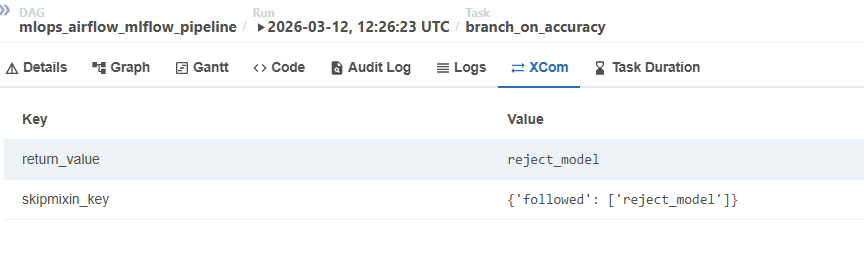 DAG Run Task
mlops_airflow_mlflow_pipeline / 2026-03-12, 12:26:23 UTC / branch_on_accuracy
Details Graph Gantt Code Audit Log Logs XCom Task Duration
Key Value
return_value reject_model
skipmixin_key {'followed': ['reject_model']}